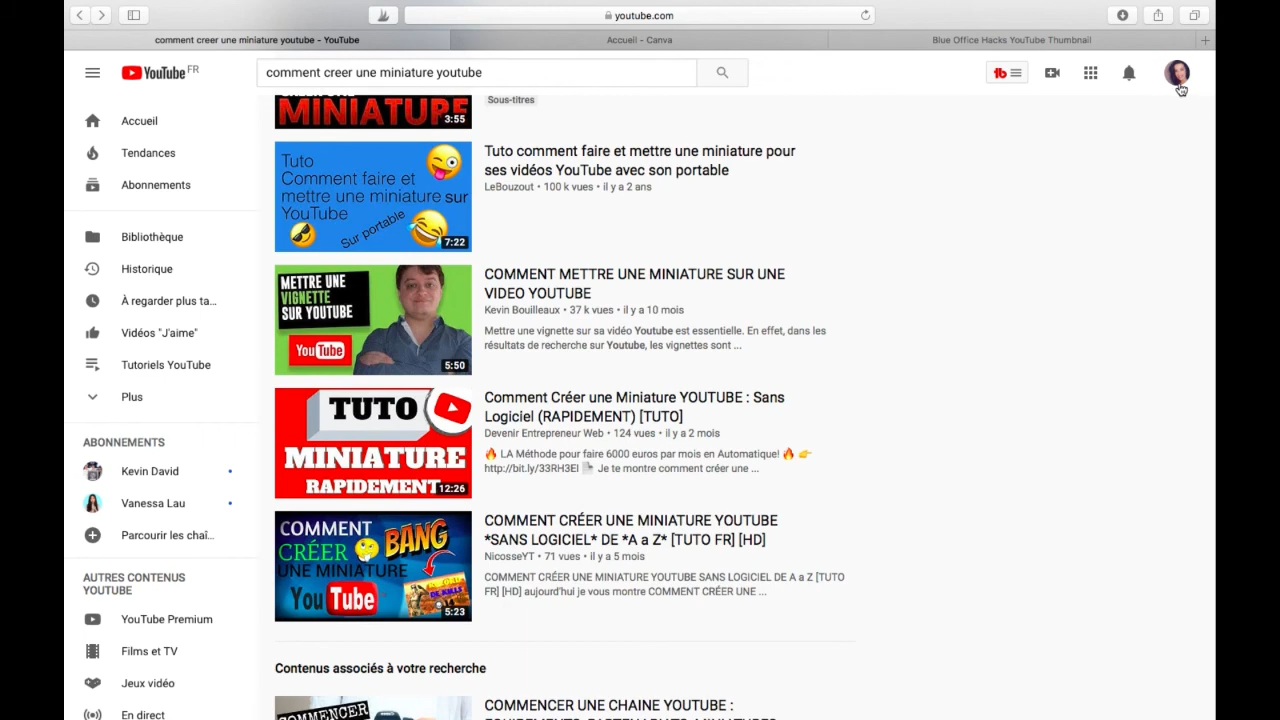 youtube.com
comment creer une miniature youtube - YouTube
Accueil - Canva
Blue Office Hacks YouTube Thumbnail
YouTube FR
comment creer une miniature youtube
tb
Accueil
Tendances
Abonnements
Bibliothèque
Historique
À regarder plus ta...
Vidéos "J'aime"
Tutoriels YouTube
Plus
ABONNEMENTS
Kevin David
Vanessa Lau
Parcourir les chaî...
AUTRES CONTENUS
YOUTUBE
YouTube Premium
Films et TV
Jeux vidéo
En direct
MINIATURE
3:55
Sous-titres
Tuto
Comment faire et
mettre une miniature sur
YouTube
Sur portable
7:22
Tuto comment faire et mettre une miniature pour
ses vidéos YouTube avec son portable
LeBouzout • 100 k vues • il y a 2 ans
METTRE UNE
VIGNETTE
SUR YOUTUBE
YouTube
5:50
COMMENT METTRE UNE MINIATURE SUR UNE
VIDEO YOUTUBE
Kevin Bouilleaux • 37 k vues • il y a 10 mois
Mettre une vignette sur sa vidéo Youtube est essentielle. En effet, dans les
résultats de recherche sur Youtube, les vignettes sont ...
TUTO
MINIATURE
RAPIDEMENT
12:26
Comment Créer une Miniature YOUTUBE : Sans
Logiciel (RAPIDEMENT) [TUTO]
Devenir Entrepreneur Web • 124 vues • il y a 2 mois
🔥 LA Méthode pour faire 6000 euros par mois en Automatique! 🔥 👉
http://bit.ly/33RH3El Je te montre comment créer une ...
COMMENT
CRÉER
BANG
UNE MINIATURE
YouTube
5:23
COMMENT CRÉER UNE MINIATURE YOUTUBE
*SANS LOGICIEL* DE *A a Z* [TUTO FR] [HD]
NicosseYT • 71 vues • il y a 5 mois
COMMENT CRÉER UNE MINIATURE YOUTUBE SANS LOGICIEL DE A a Z [TUTO
FR] [HD] aujourd'hui je vous montre COMMENT CRÉER UNE ...
Contenus associés à votre recherche
COMMENCER
COMMENCER UNE CHAINE YOUTUBE :